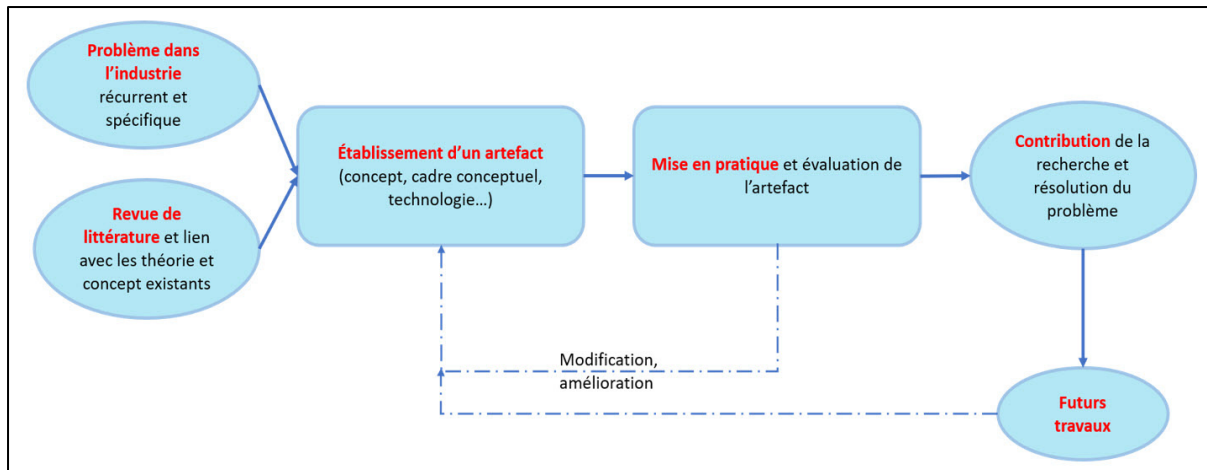 Problème dans
l'industrie
récurrent et
spécifique
Revue de
littérature et lien
avec les théorie et
concept existants
Établissement d'un artefact
(concept, cadre conceptuel,
technologie…)
Mise en pratique et évaluation de
l'artefact
Contribution de la
recherche et
résolution du
problème
Modification,
amélioration
Futurs
travaux